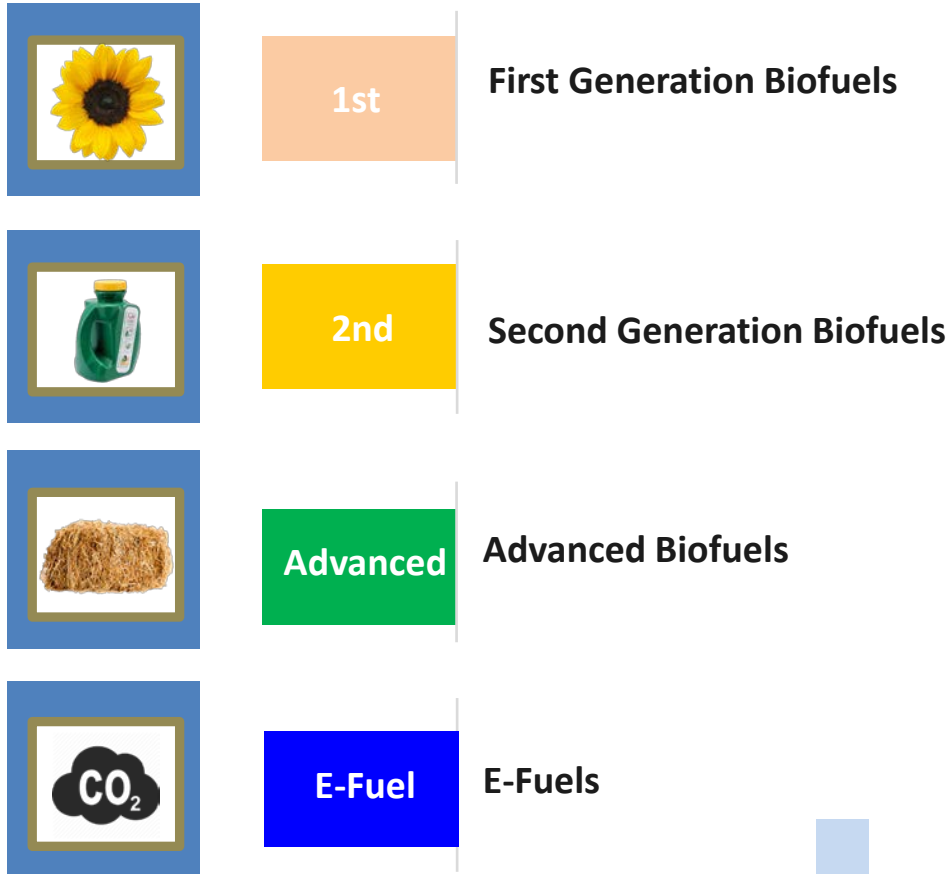 1st
First Generation Biofuels
2nd
Second Generation Biofuels
Advanced
Advanced Biofuels
CO₂
E-Fuel
E-Fuels